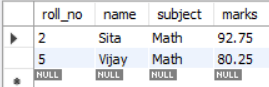 roll_no name subject marks
2 Sita Math 92.75
5 Vijay Math 80.25
NULL NULL NULL NULL